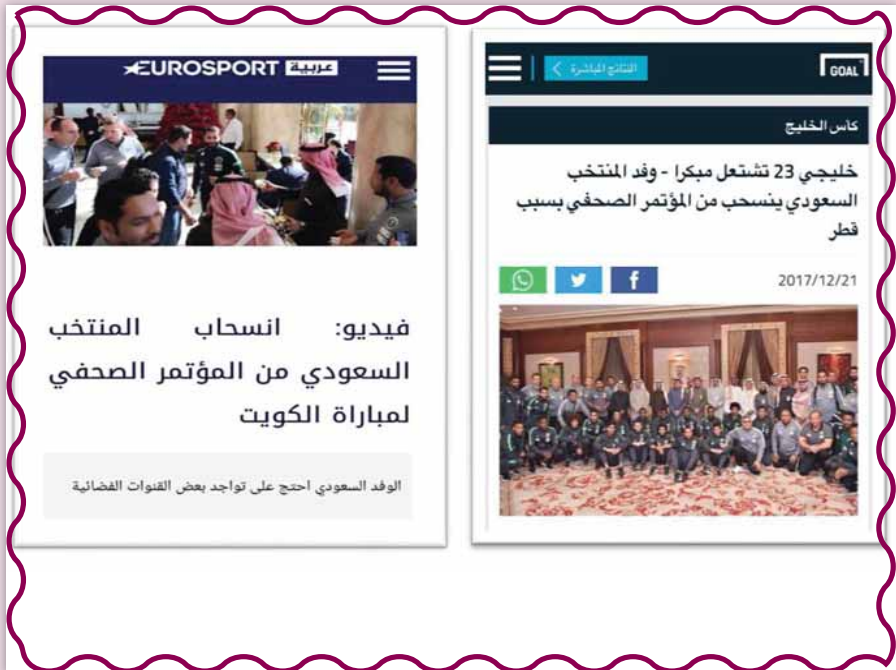 GOAL
النتائج المباشرة
كأس الخليج
خليجي 23 تشتعل مبكرا - وفد المنتخب
السعودي ينسحب من المؤتمر الصحفي بسبب
قطر
2017/12/21
EUROSPORT عربية
فيديو: انسحاب المنتخب
السعودي من المؤتمر الصحفي
لمباراة الكويت
الوفد السعودي احتج على تواجد بعض القنوات الفضائية